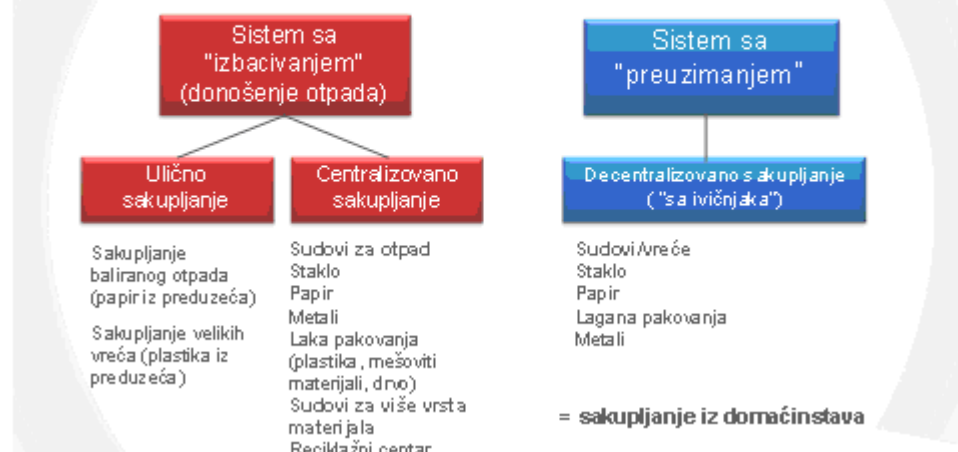 Sistem sa
"izbacivanjem"
(donošenje otpada)
Sistem sa
"preuzimanjem"
Ulično
sakupljanje
Centralizovano
sakupljanje
Decentralizovano sakupljanje
("sa ivičnjaka")
Sakupljanje
baliranog otpada
(papir iz preduzeća)
Sakupljanje velikih
vreća (plastika iz
preduzeća)
Sudovi za otpad
Staklo
Papir
Metali
Laka pakovanja
(plastika, mešoviti
materijali, drvo)
Sudovi za više vrsta
materijala
Reciklažni centar
Sudovi/vreće
Staklo
Papir
Lagana pakovanja
Metali
= sakupljanje iz domaćinstava